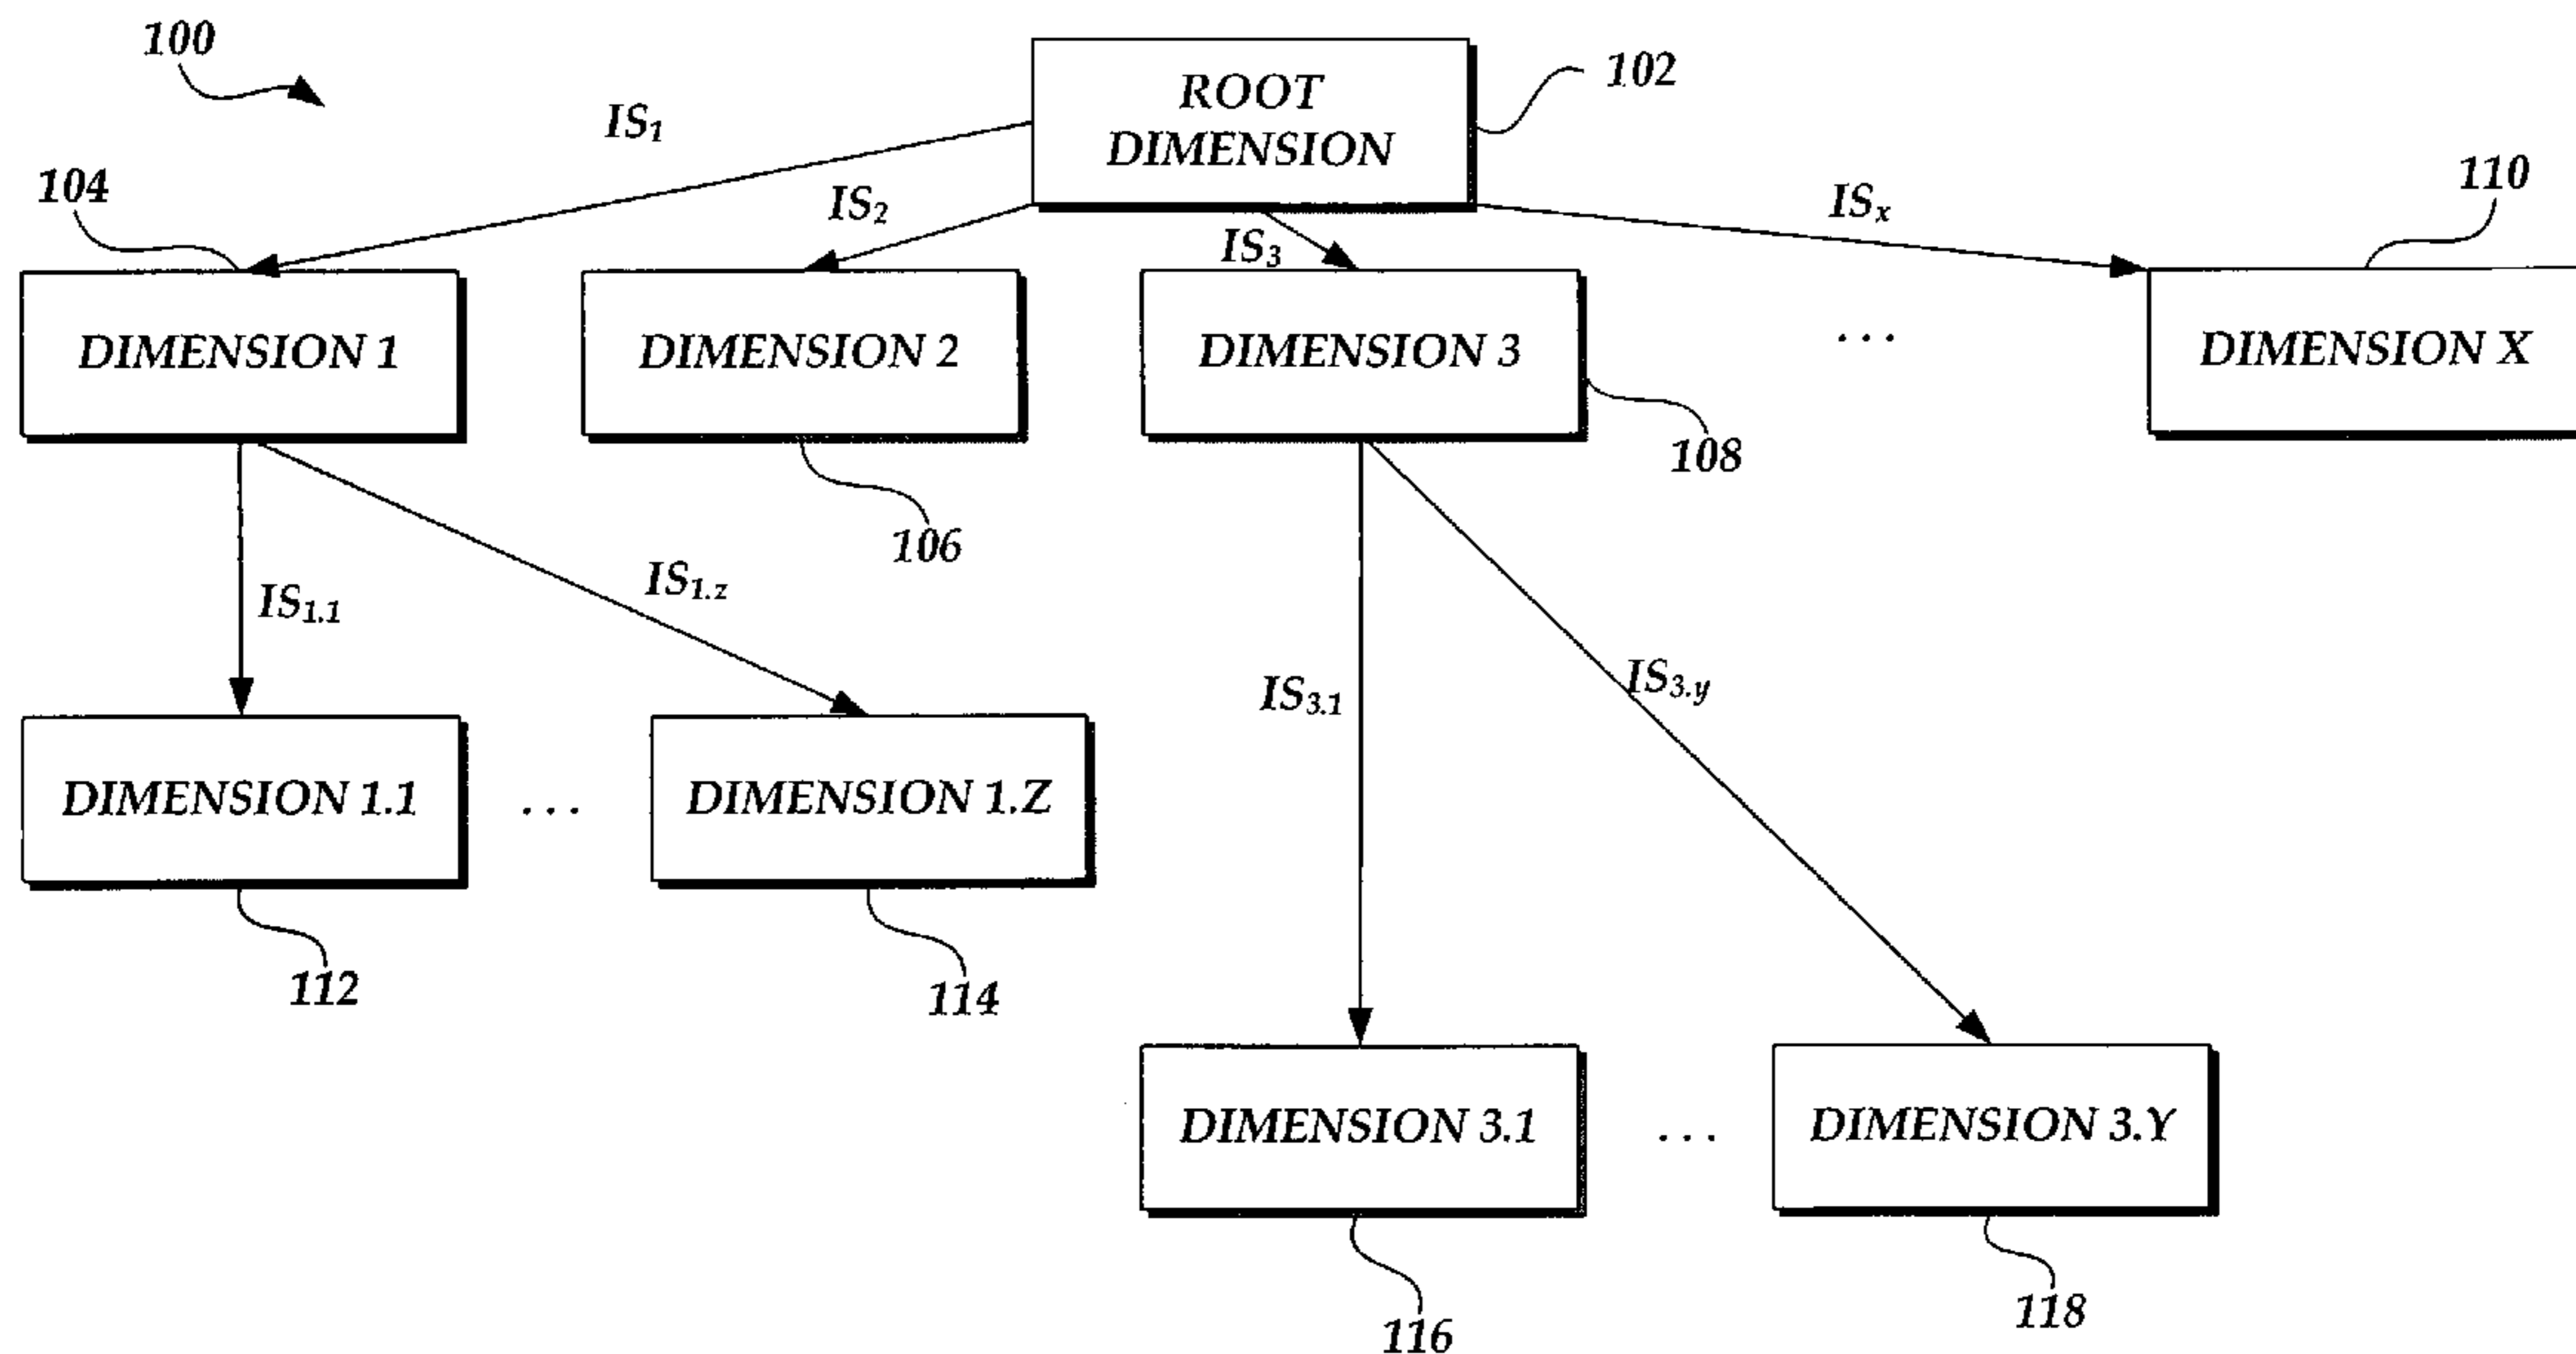 100
ROOT
DIMENSION
102
IS₁
104
IS₂
IS₃
ISₓ
110
DIMENSION 1
DIMENSION 2
DIMENSION 3
...
DIMENSION X
108
106
IS₁.₁
IS₁.z
IS₃.₁
IS₃.y
DIMENSION 1.1
...
DIMENSION 1.Z
112
114
DIMENSION 3.1
...
DIMENSION 3.Y
116
118